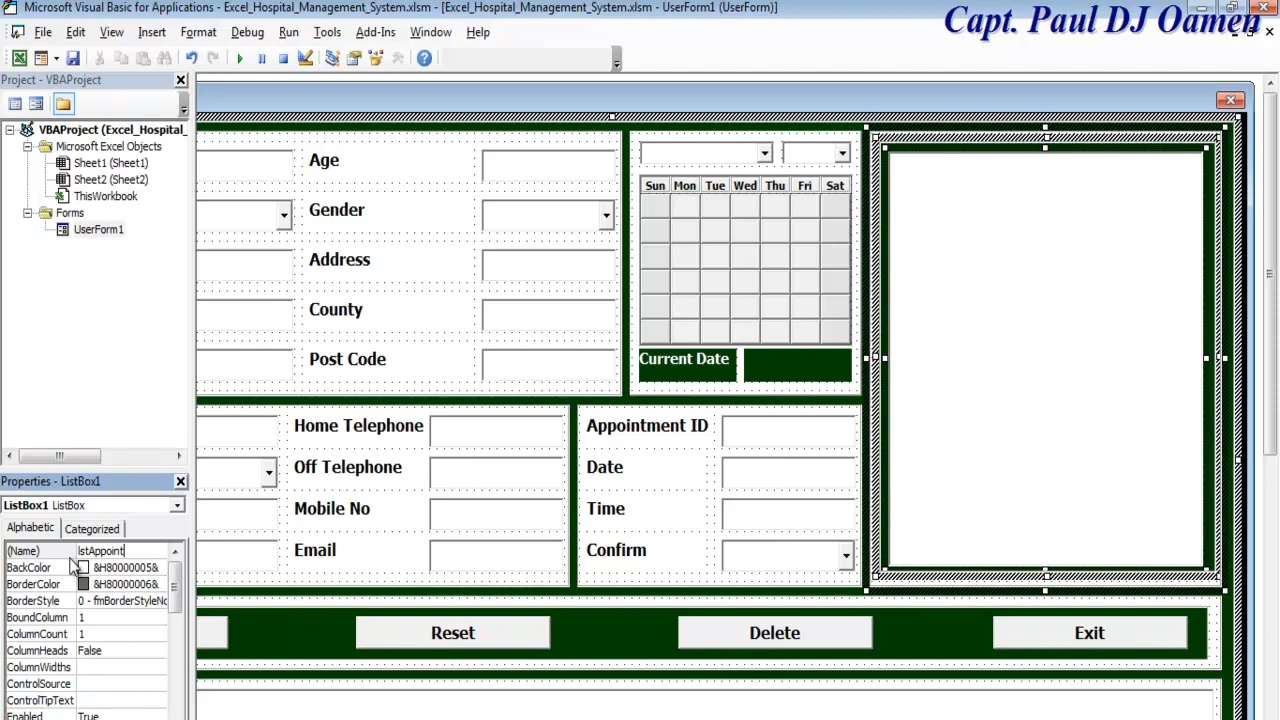 Microsoft Visual Basic for Applications - Excel_Hospital_Management_System.xlsm - [Excel_Hospital_Management_System.xlsm - UserForm1 (UserForm)]
Capt. Paul DJ Oamen
File Edit View Insert Format Debug Run Tools Add-Ins Window Help
Project - VBAProject
VBAProject (Excel_Hospital_
Microsoft Excel Objects
Sheet1 (Sheet1)
Sheet2 (Sheet2)
ThisWorkbook
Forms
UserForm1
Properties - ListBox1
ListBox1 ListBox
Alphabetic Categorized
(Name) lstAppoint
BackColor &H80000005&
BorderColor &H80000006&
BorderStyle 0 - fmBorderStyleNo
BoundColumn 1
ColumnCount 1
ColumnHeads False
ColumnWidths
ControlSource
ControlTipText
Enabled True
Age
Gender
Address
County
Post Code
Sun Mon Tue Wed Thu Fri Sat
Current Date
Home Telephone
Off Telephone
Mobile No
Email
Appointment ID
Date
Time
Confirm
Reset Delete Exit